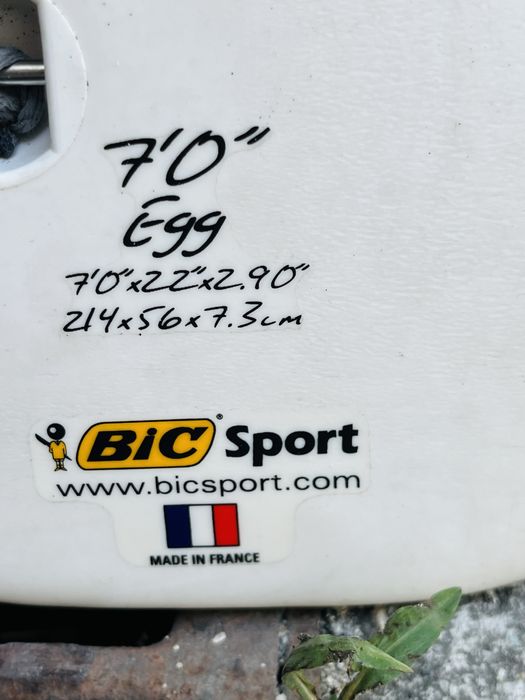 7'0"
Egg
7'0"x22"x2.90"
214x56x7.3cm
BiC® Sport
www.bicsport.com
MADE IN FRANCE